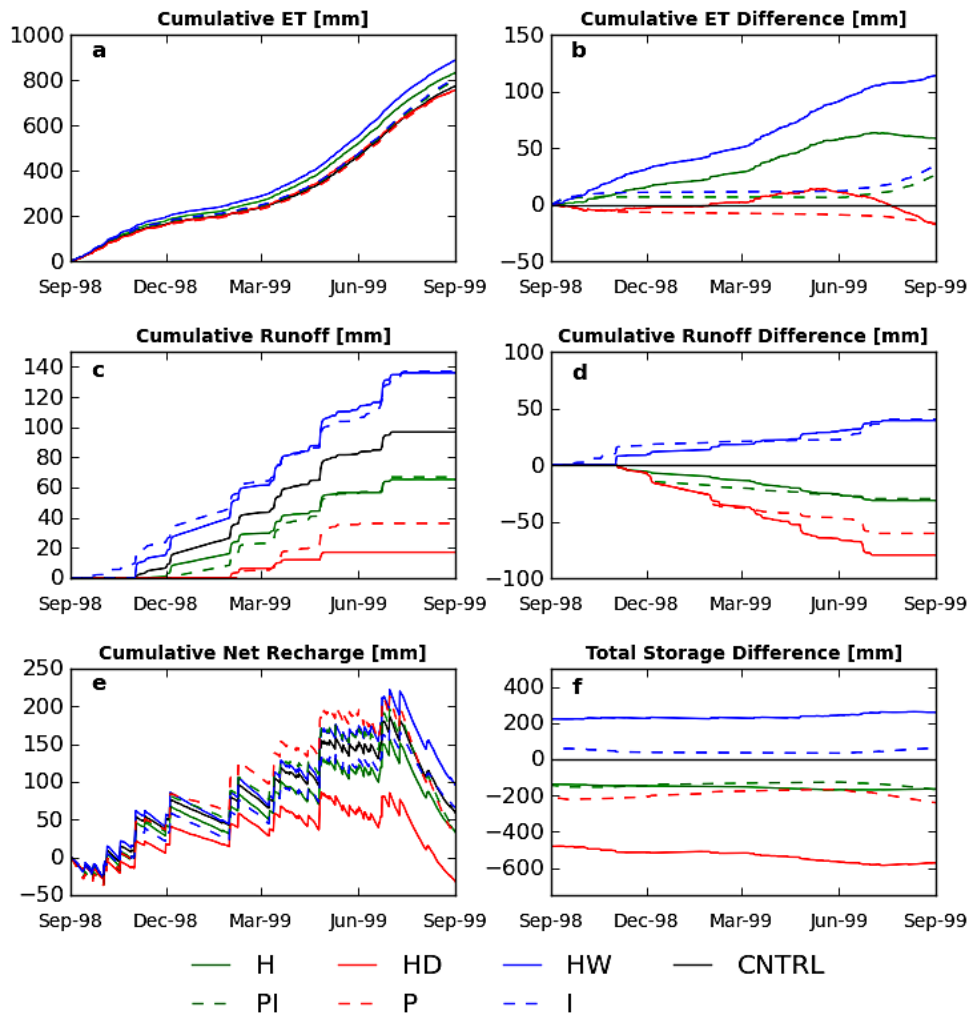 Cumulative ET [mm]
a
1000
800
600
400
200
0
Sep-98 Dec-98 Mar-99 Jun-99 Sep-99
Cumulative ET Difference [mm]
b
150
100
50
0
−50
Sep-98 Dec-98 Mar-99 Jun-99 Sep-99
Cumulative Runoff [mm]
c
140
120
100
80
60
40
20
0
Sep-98 Dec-98 Mar-99 Jun-99 Sep-99
Cumulative Runoff Difference [mm]
d
100
50
0
−50
−100
Sep-98 Dec-98 Mar-99 Jun-99 Sep-99
Cumulative Net Recharge [mm]
e
250
200
150
100
50
0
−50
Sep-98 Dec-98 Mar-99 Jun-99 Sep-99
Total Storage Difference [mm]
f
400
200
0
−200
−400
−600
Sep-98 Dec-98 Mar-99 Jun-99 Sep-99
H HD HW CNTRL
PI P I